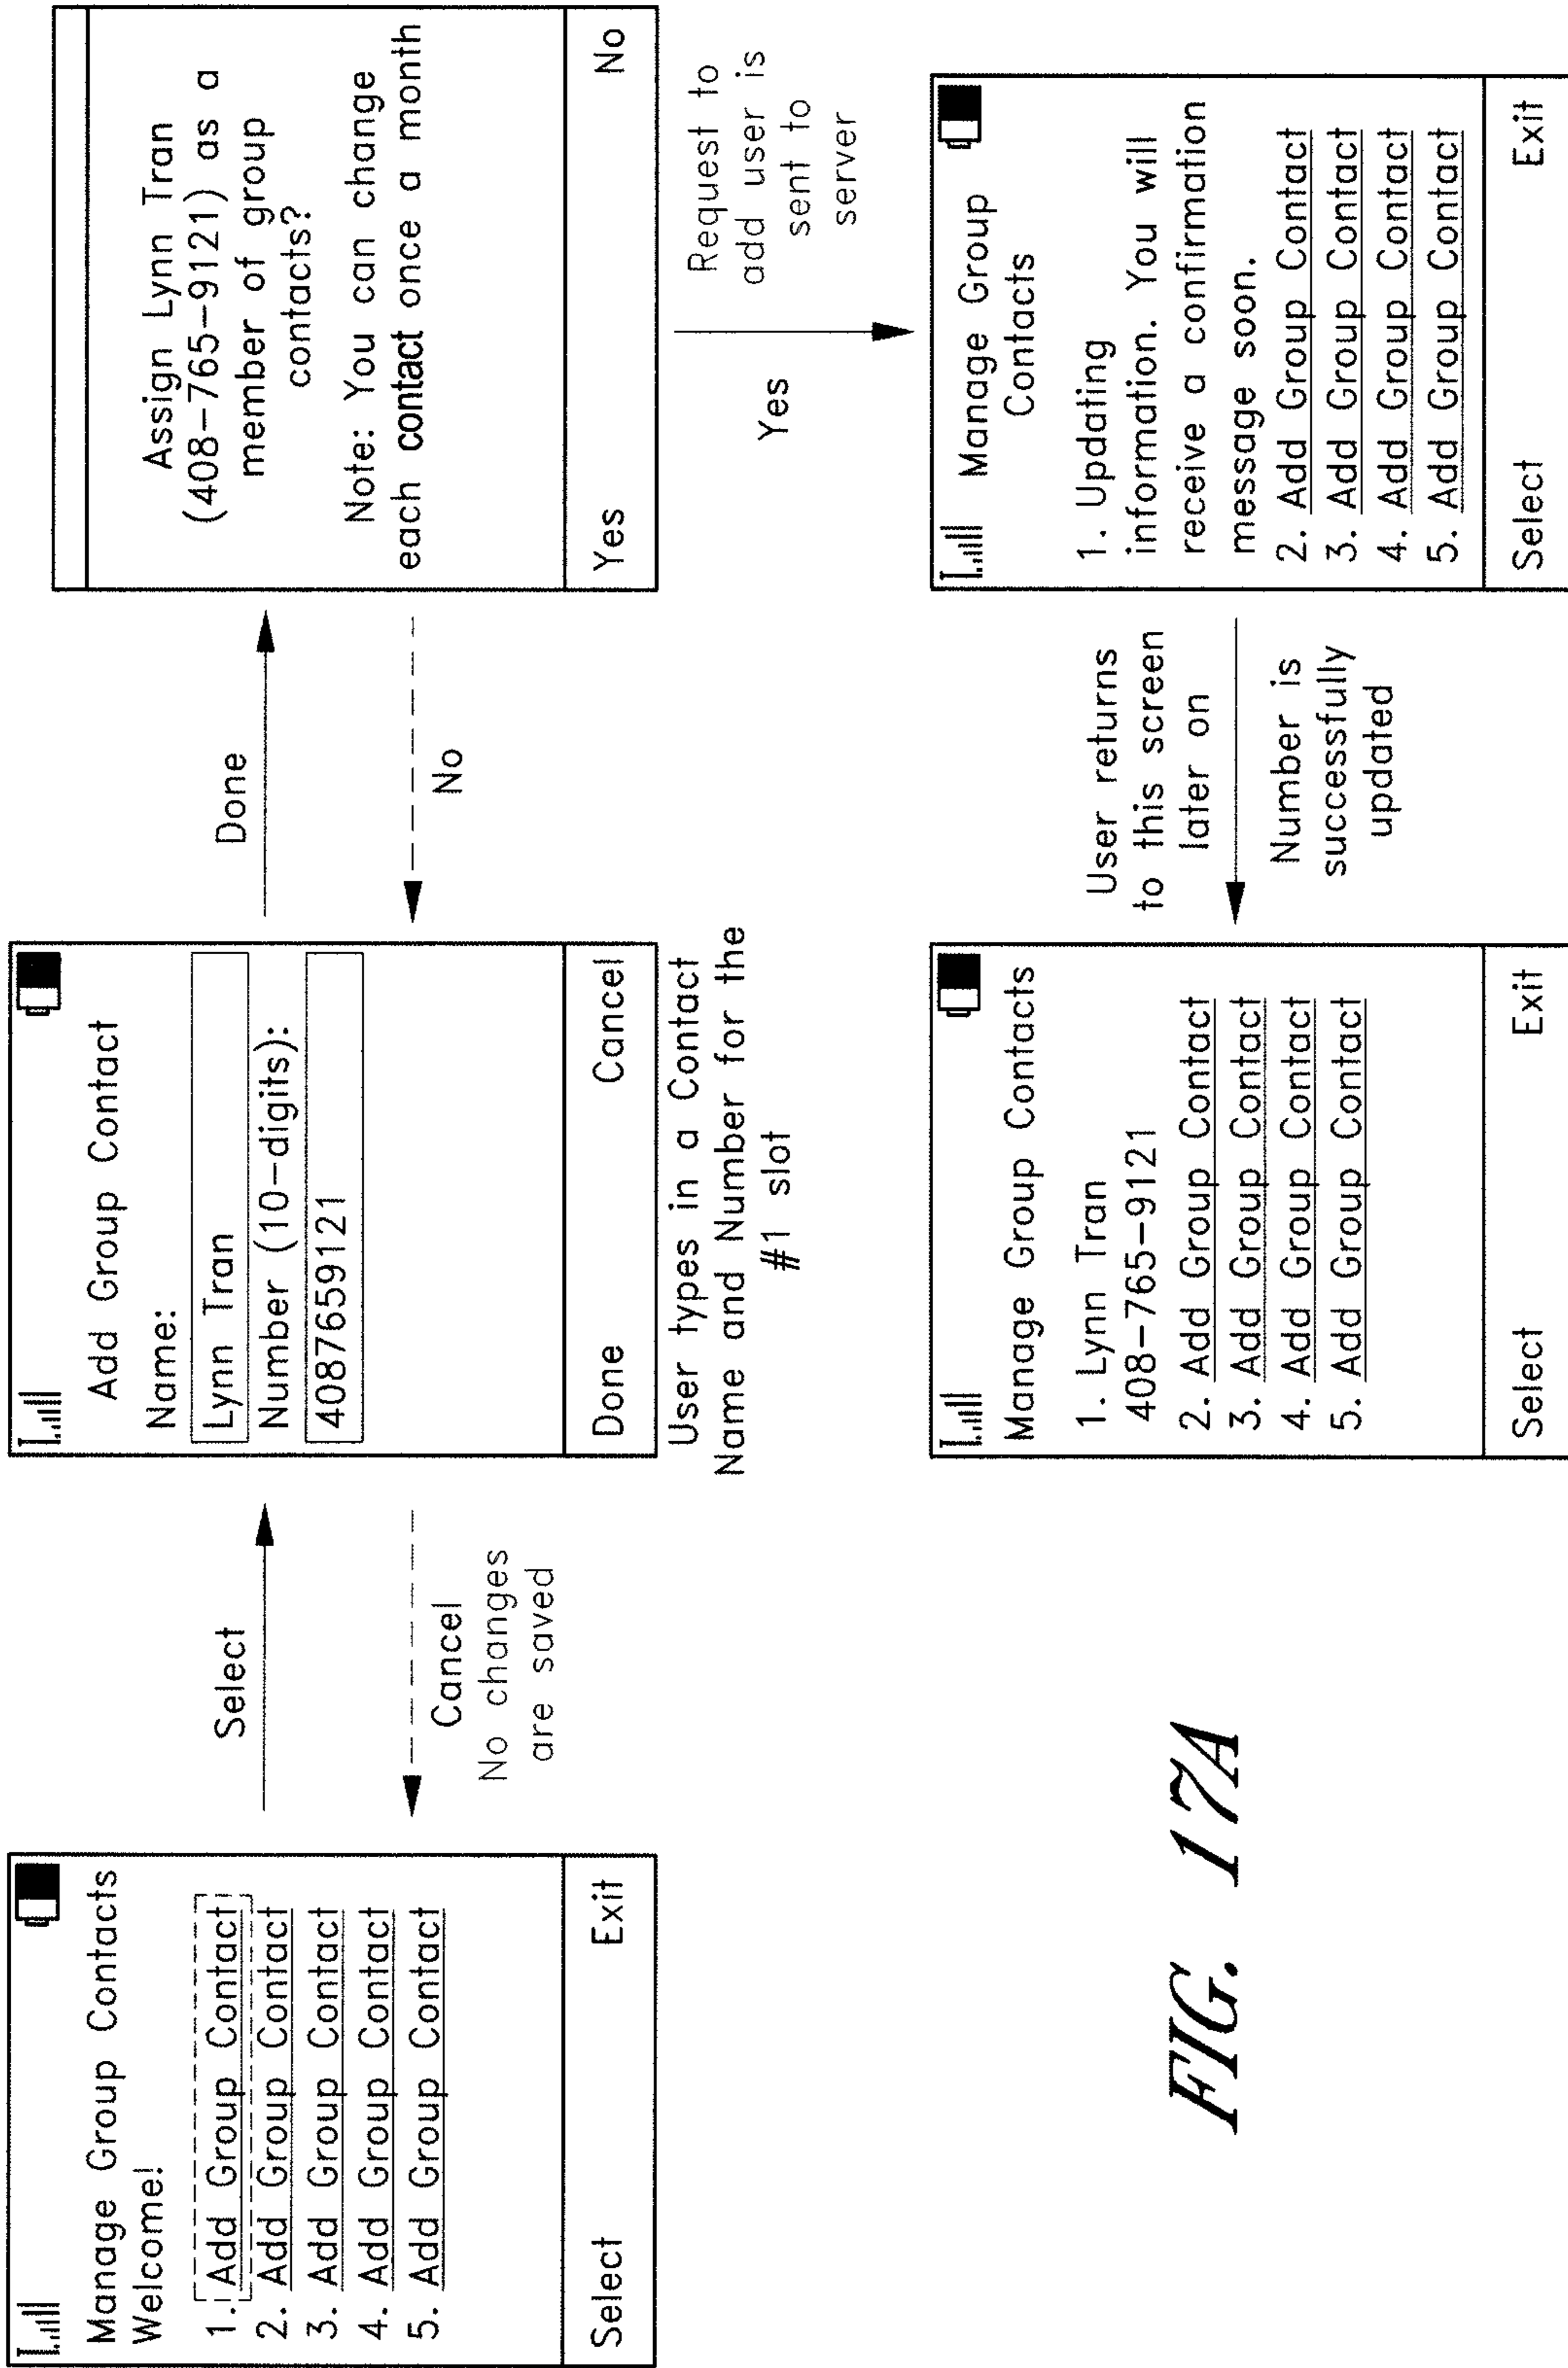 Manage Group Contacts
Welcome!
1. Add Group Contact
2. Add Group Contact
3. Add Group Contact
4. Add Group Contact
5. Add Group Contact
Select Exit
Select
Cancel
No changes
are saved
Add Group Contact
Name:
Lynn Tran
Number (10-digits):
4087659121
Done Cancel
User types in a Contact
Name and Number for the
#1 slot
Done
No
Assign Lynn Tran
(408-765-9121) as a
member of group
contacts?
Note: You can change
each contact once a month
Yes No
Yes
Request to
add user is
sent to
server
Manage Group
Contacts
1. Updating
information. You will
receive a confirmation
message soon.
2. Add Group Contact
3. Add Group Contact
4. Add Group Contact
5. Add Group Contact
Select Exit
User returns
to this screen
later on
Number is
successfully
updated
Manage Group Contacts
1. Lynn Tran
408-765-9121
2. Add Group Contact
3. Add Group Contact
4. Add Group Contact
5. Add Group Contact
Select Exit
FIG. 17A